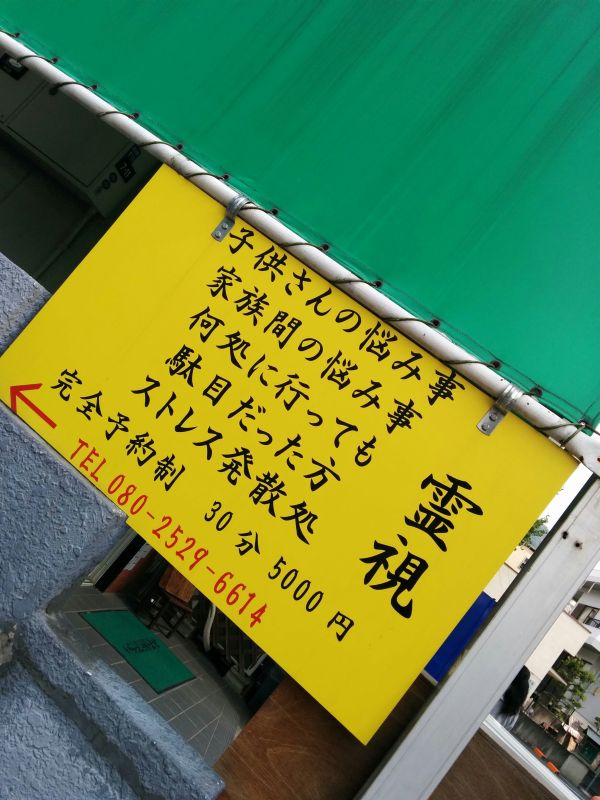 霊視
子供さんの悩み事
家族間の悩み事
何処に行っても
駄目だった方
ストレス発散処
完全予約制 30分 5000円
TEL 080-2529-6614